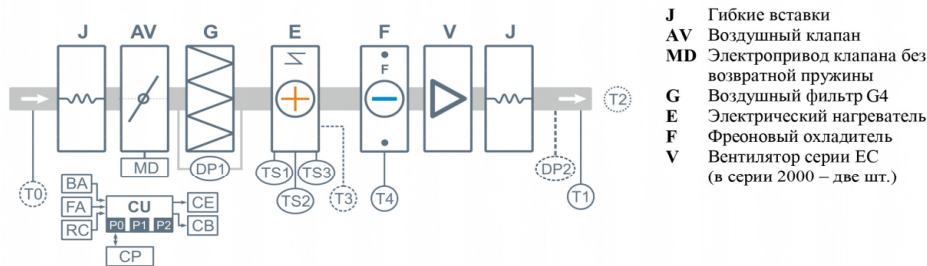 J AV G E F V J
F
T2
MD DP1 TS1 TS3 DP2
T0 TS2 T3 T4 T1
BA
FA CU CE
RC P0 P1 P2 CB
CP
J Гибкие вставки
AV Воздушный клапан
MD Электропривод клапана без
возвратной пружины
G Воздушный фильтр G4
E Электрический нагреватель
F Фреоновый охладитель
V Вентилятор серии EC
(в серии 2000 – две шт.)